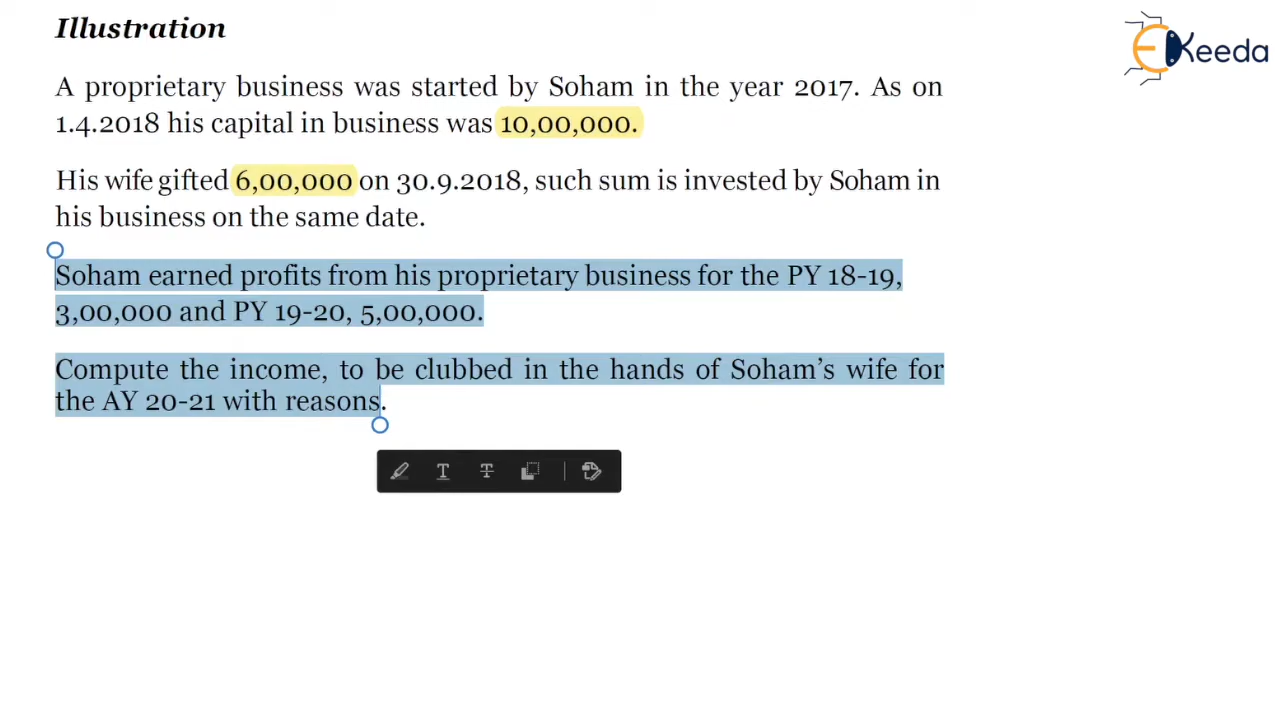 Illustration
Keeda
A proprietary business was started by Soham in the year 2017. As on
1.4.2018 his capital in business was 10,00,000.
His wife gifted 6,00,000 on 30.9.2018, such sum is invested by Soham in
his business on the same date.
Soham earned profits from his proprietary business for the PY 18-19,
3,00,000 and PY 19-20, 5,00,000.
Compute the income, to be clubbed in the hands of Soham's wife for
the AY 20-21 with reasons.